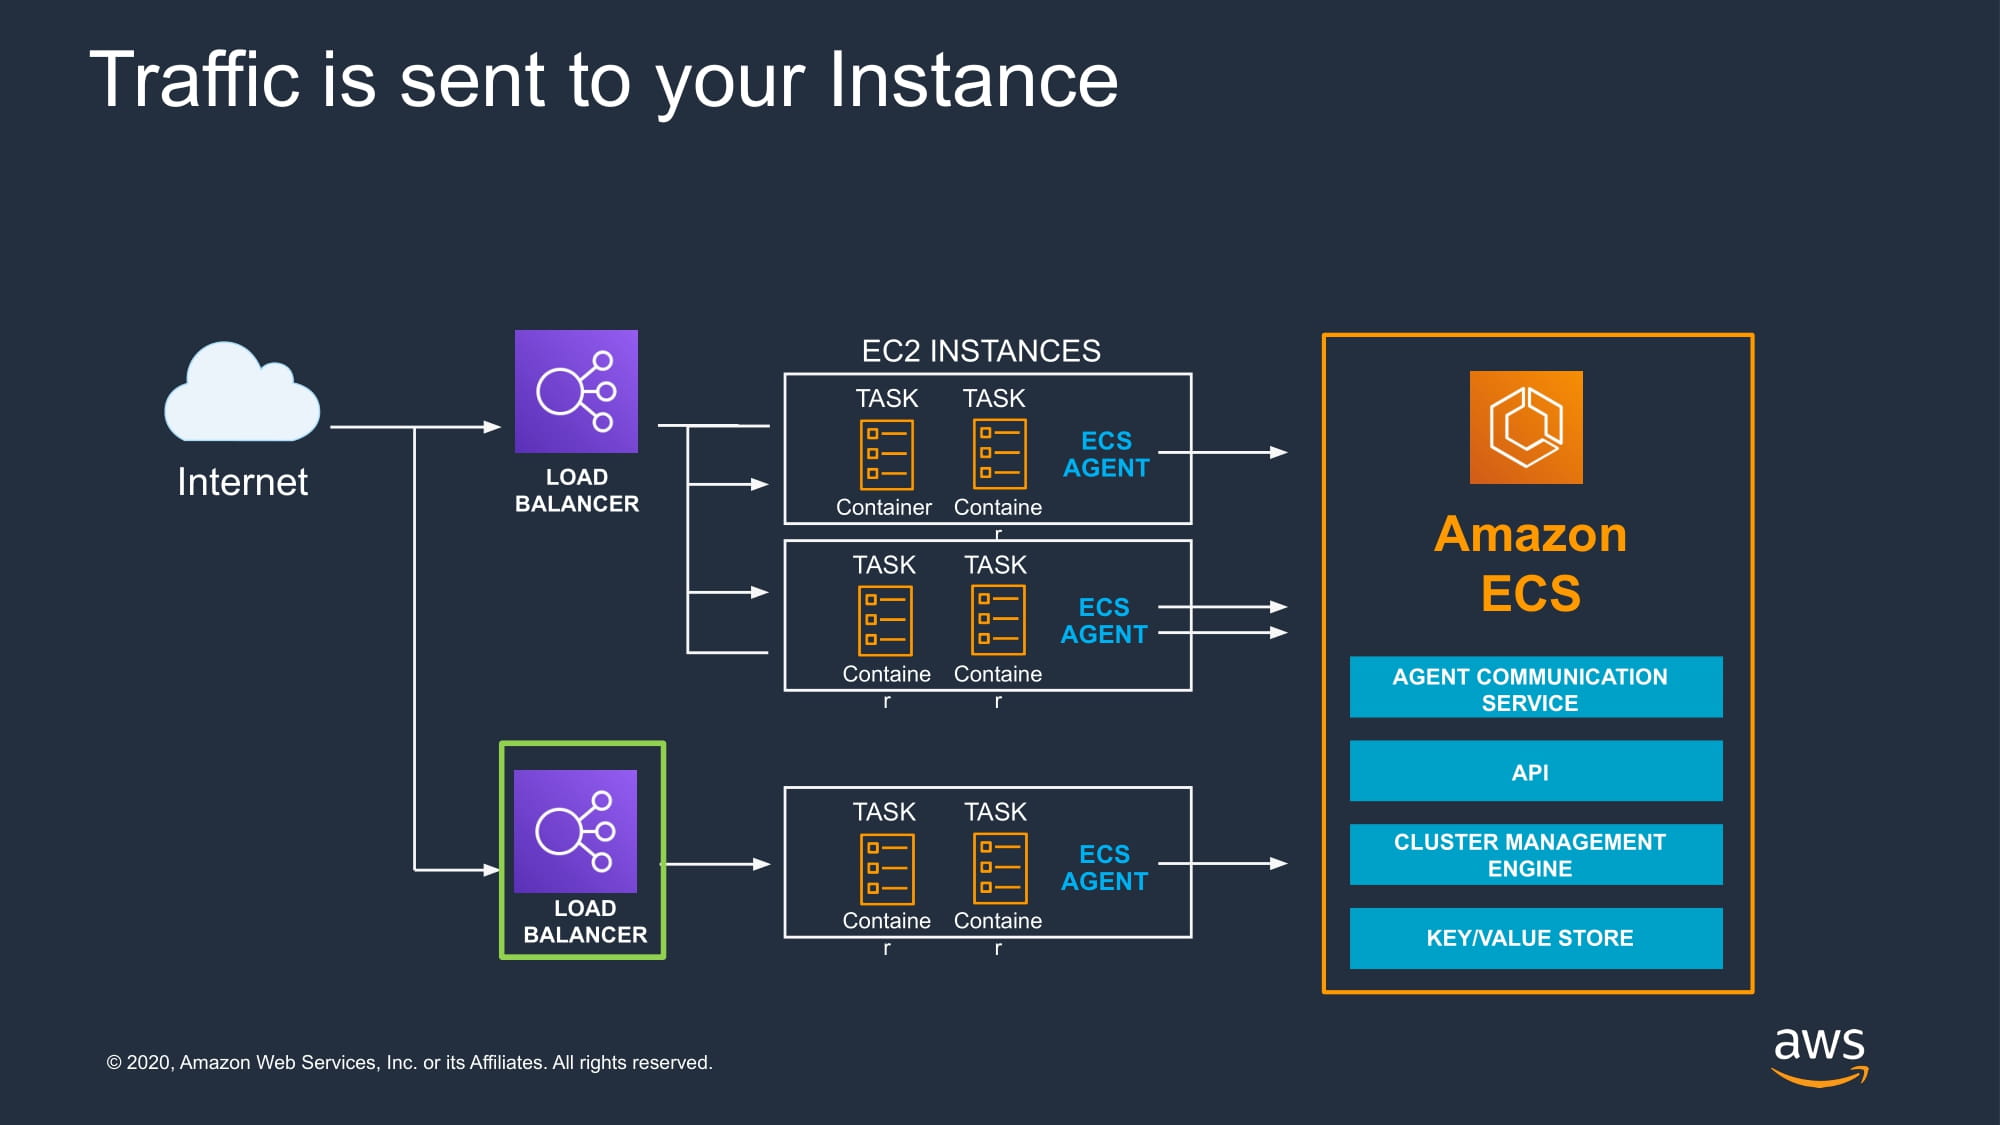 Traffic is sent to your Instance
Internet
LOAD
BALANCER
EC2 INSTANCES
TASK TASK
ECS
AGENT
Container Containe
r
TASK TASK
ECS
AGENT
Containe Containe
r r
LOAD
BALANCER
TASK TASK
ECS
AGENT
Containe Containe
r r
Amazon
ECS
AGENT COMMUNICATION
SERVICE
API
CLUSTER MANAGEMENT
ENGINE
KEY/VALUE STORE
© 2020, Amazon Web Services, Inc. or its Affiliates. All rights reserved.
aws